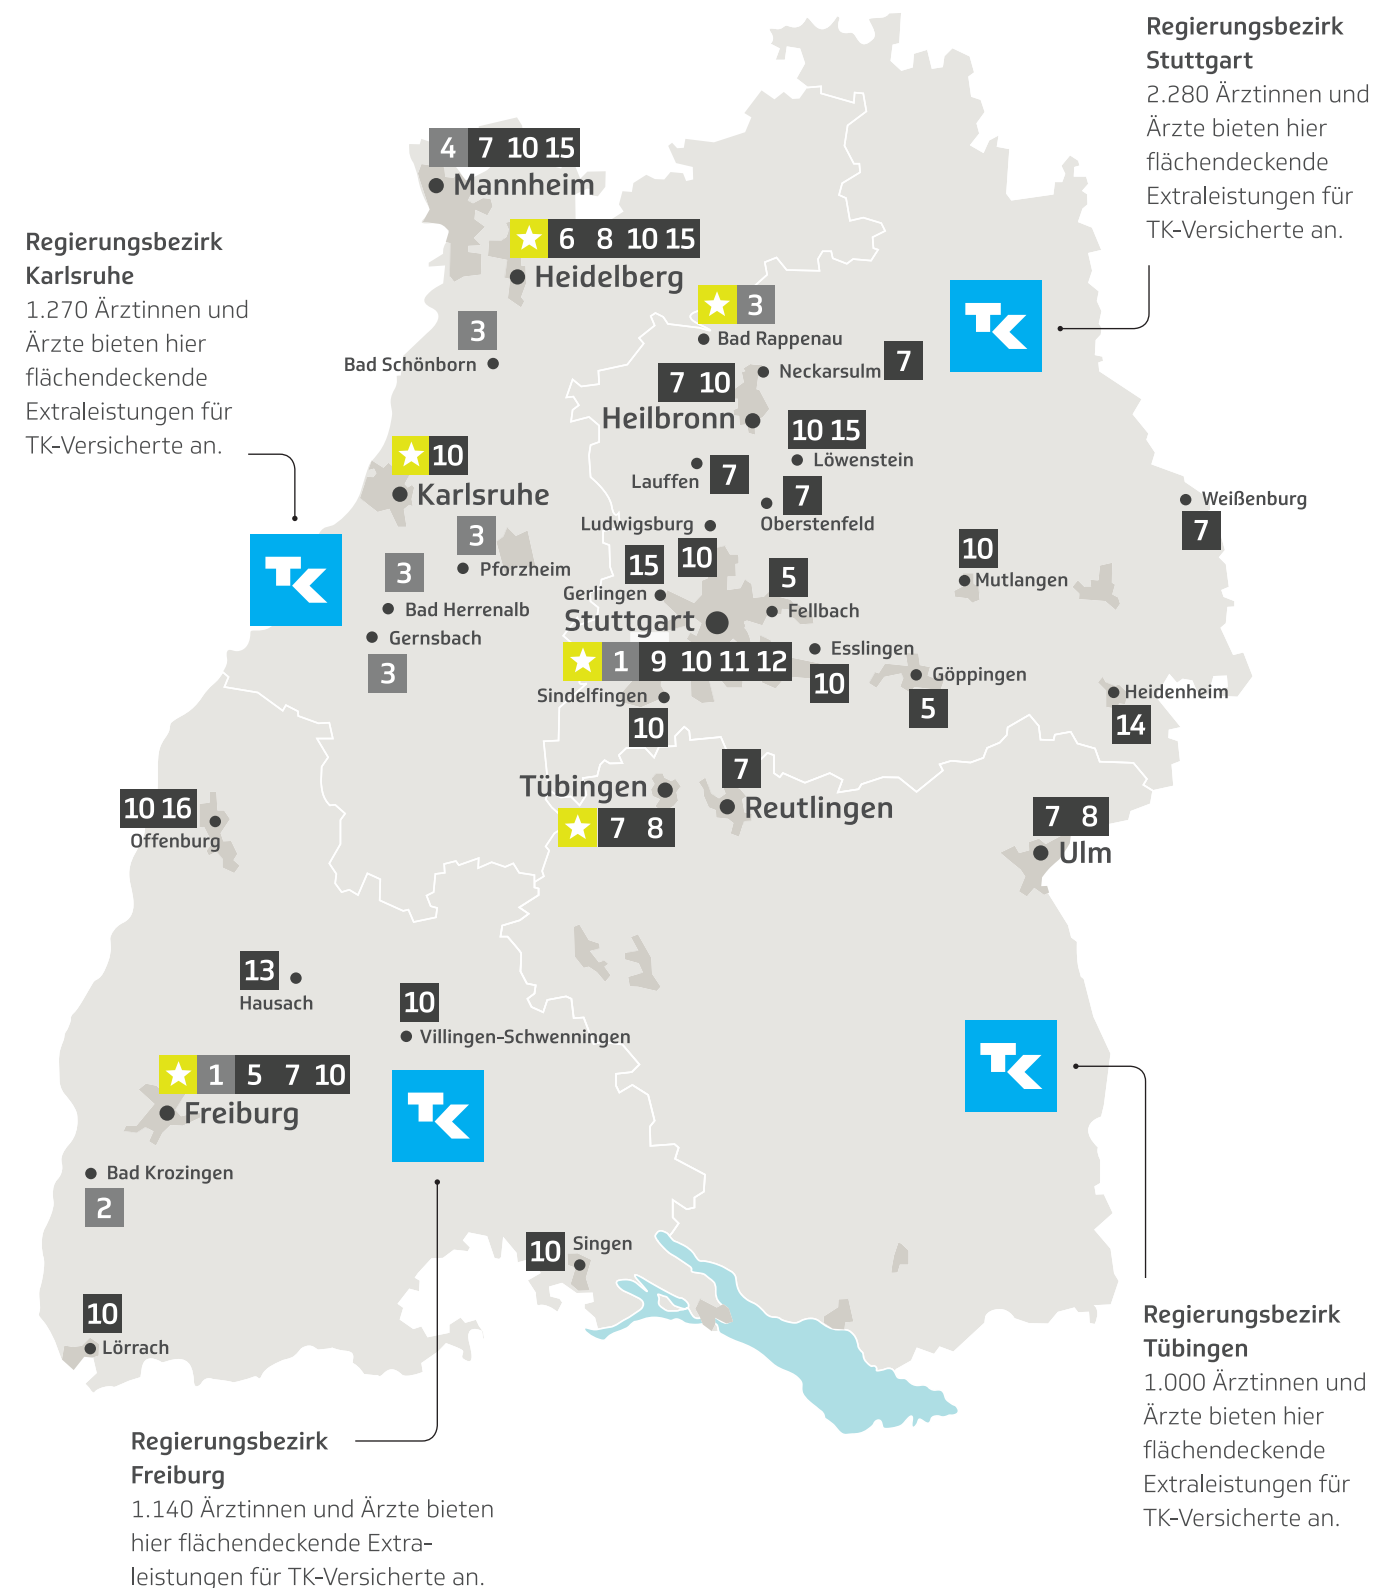 Regierungsbezirk
Stuttgart
2.280 Ärztinnen und
Ärzte bieten hier
flächendeckende
Extraleistungen für
TK-Versicherte an.
4 7 10 15
Mannheim
Regierungsbezirk
Karlsruhe
1.270 Ärztinnen und
Ärzte bieten hier
flächendeckende
Extraleistungen für
TK-Versicherte an.
6 8 10 15
Heidelberg
3
Bad Rappenau
3
Bad Schönborn
Neckarsulm 7
7 10
Heilbronn
TK
10 15
Löwenstein
10
Karlsruhe
Lauffen 7
7
Oberstenfeld
Weißenburg
7
Ludwigsburg
10
3
Pforzheim
10
Mutlangen
15
Gerlingen
5
Fellbach
3
Bad Herrenalb
TK
Gernsbach
3
Stuttgart
1 9 10 11 12
Esslingen
10
Göppingen
5
Sindelfingen
10
Heidenheim
14
Tübingen
7 8
7
Reutlingen
10 16
Offenburg
7 8
Ulm
13
Hausach
10
Villingen-Schwenningen
1 5 7 10
Freiburg
TK
TK
Bad Krozingen
2
10 Singen
10
Lörrach
Regierungsbezirk
Tübingen
1.000 Ärztinnen und
Ärzte bieten hier
flächendeckende
Extraleistungen für
TK-Versicherte an.
Regierungsbezirk
Freiburg
1.140 Ärztinnen und Ärzte bieten
hier flächendeckende Extra-
leistungen für TK-Versicherte an.